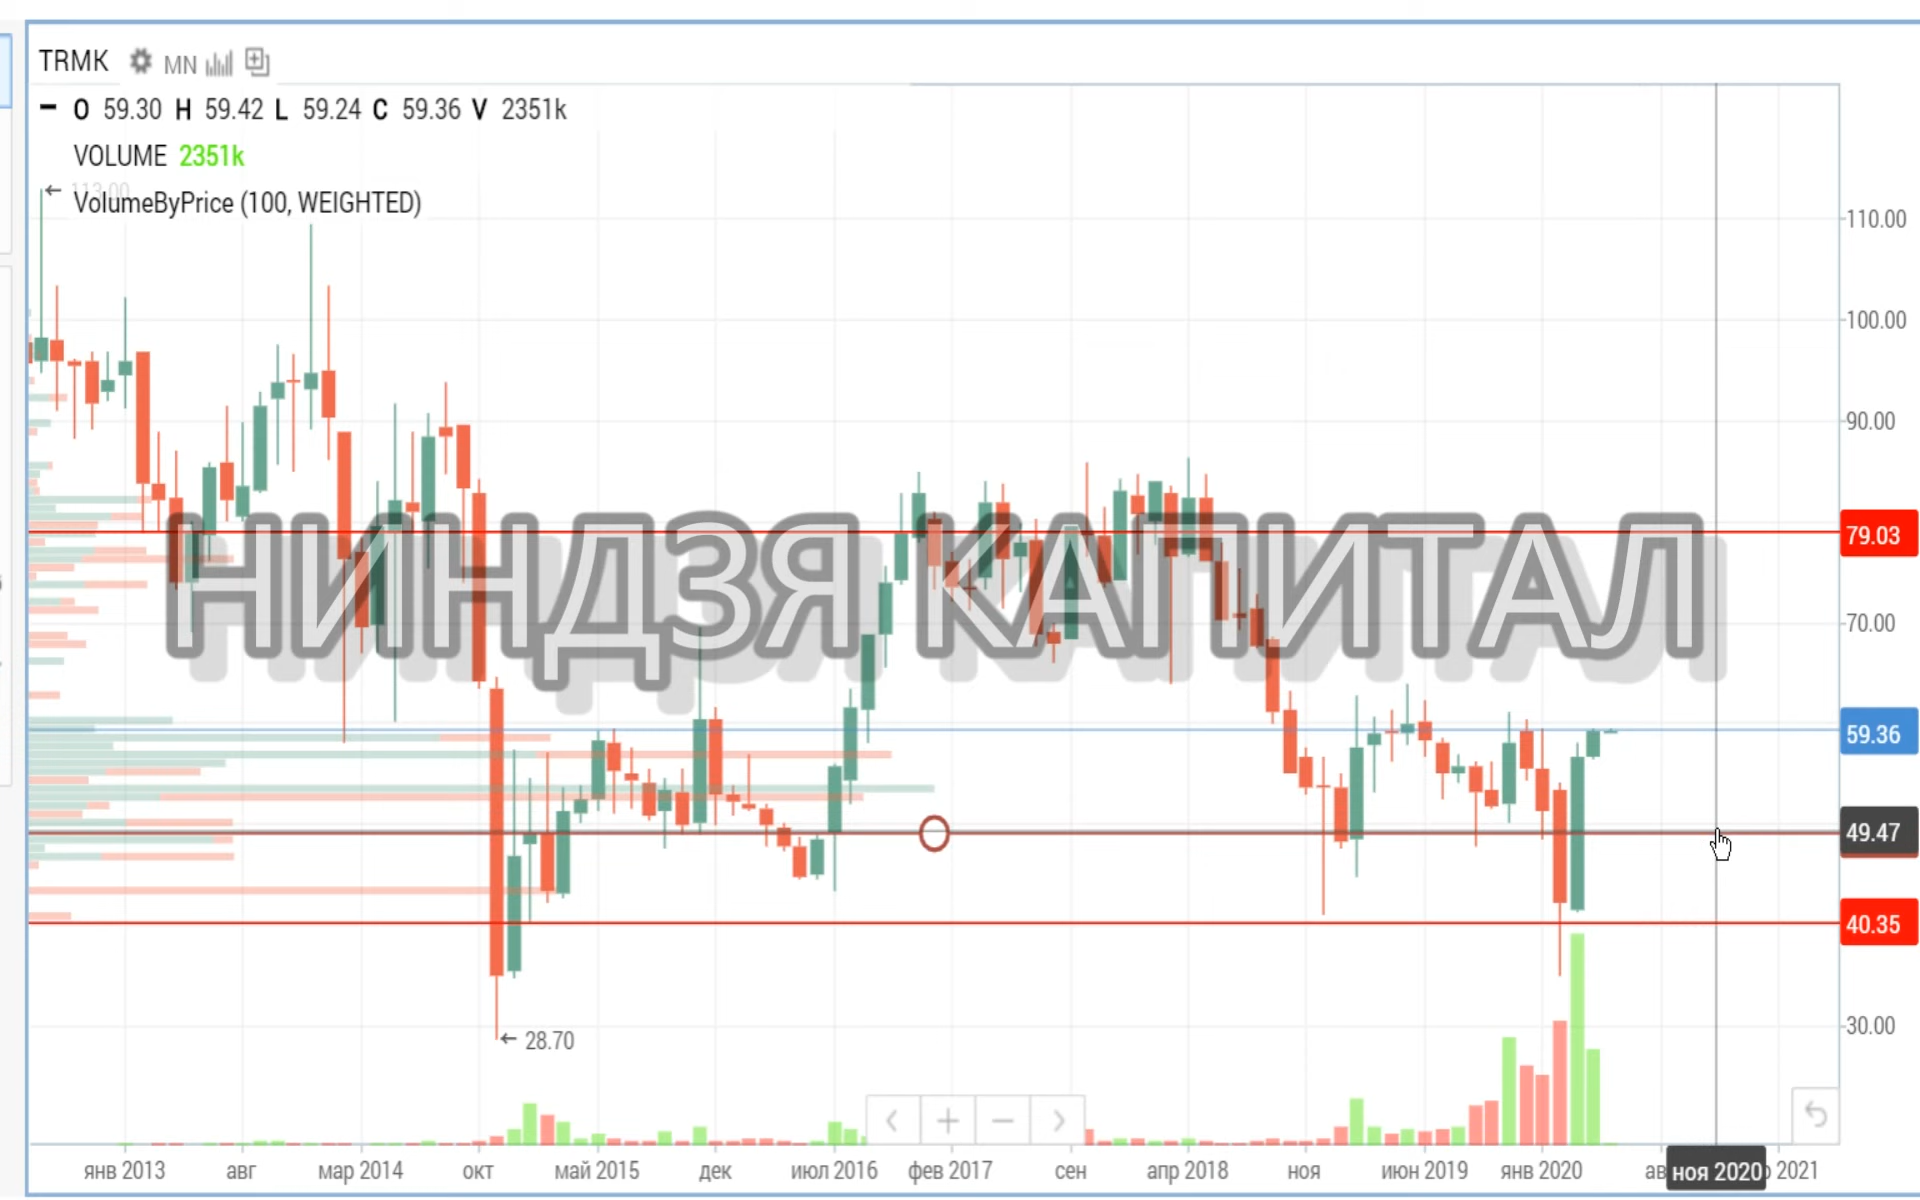 TRMK MN
O 59.30 H 59.42 L 59.24 C 59.36 V 2351k
VOLUME 2351k
113.00
VolumeByPrice (100, WEIGHTED)
110.00
100.00
90.00
79.03
НИНДЗЯ КАПИТАЛ
70.00
59.36
49.47
40.35
30.00
28.70
янв 2013 авг мар 2014 окт май 2015 дек июл 2016 фев 2017 сен апр 2018 ноя июн 2019 янв 2020 ноя 2020 2021